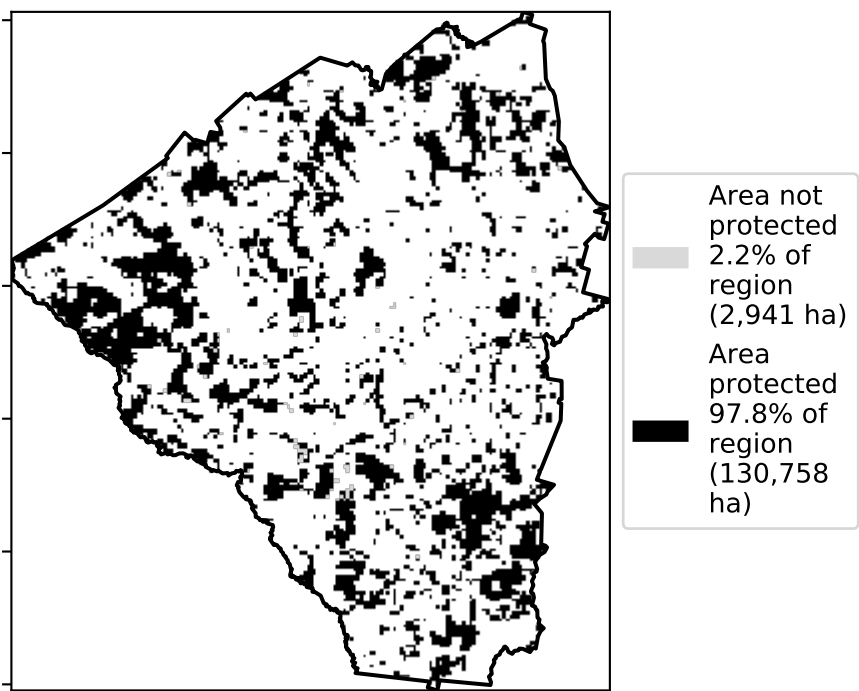 Area not
protected
2.2% of
region
(2,941 ha)
Area
protected
97.8% of
region
(130,758
ha)